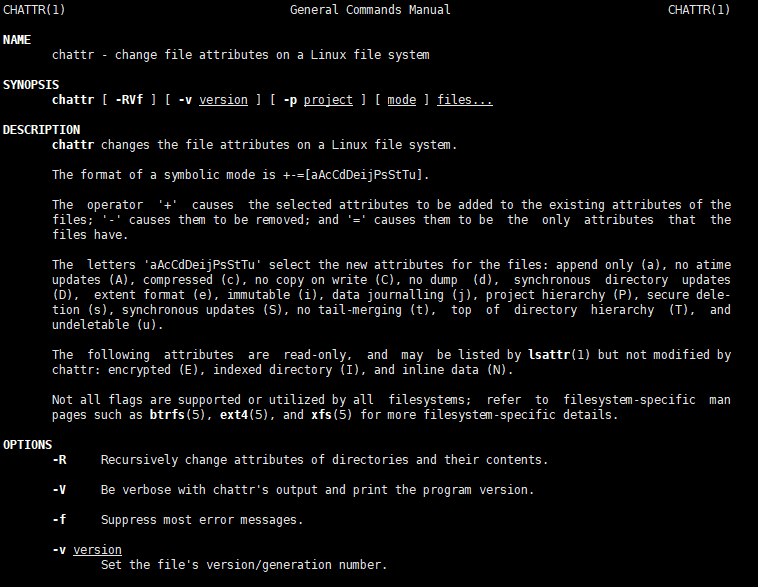 CHATTR(1) General Commands Manual CHATTR(1)
NAME
chattr - change file attributes on a Linux file system
SYNOPSIS
chattr [ -RVf ] [ -v version ] [ -p project ] [ mode ] files...
DESCRIPTION
chattr changes the file attributes on a Linux file system.
The format of a symbolic mode is +-=[aAcCdDeijPsStTu].
The operator '+' causes the selected attributes to be added to the existing attributes of the
files; '-' causes them to be removed; and '=' causes them to be the only attributes that the
files have.
The letters 'aAcCdDeijPsStTu' select the new attributes for the files: append only (a), no atime
updates (A), compressed (c), no copy on write (C), no dump (d), synchronous directory updates
(D), extent format (e), immutable (i), data journalling (j), project hierarchy (P), secure dele-
tion (s), synchronous updates (S), no tail-merging (t), top of directory hierarchy (T), and
undeletable (u).
The following attributes are read-only, and may be listed by lsattr(1) but not modified by
chattr: encrypted (E), indexed directory (I), and inline data (N).
Not all flags are supported or utilized by all filesystems; refer to filesystem-specific man
pages such as btrfs(5), ext4(5), and xfs(5) for more filesystem-specific details.
OPTIONS
-R Recursively change attributes of directories and their contents.
-V Be verbose with chattr's output and print the program version.
-f Suppress most error messages.
-v version
Set the file's version/generation number.